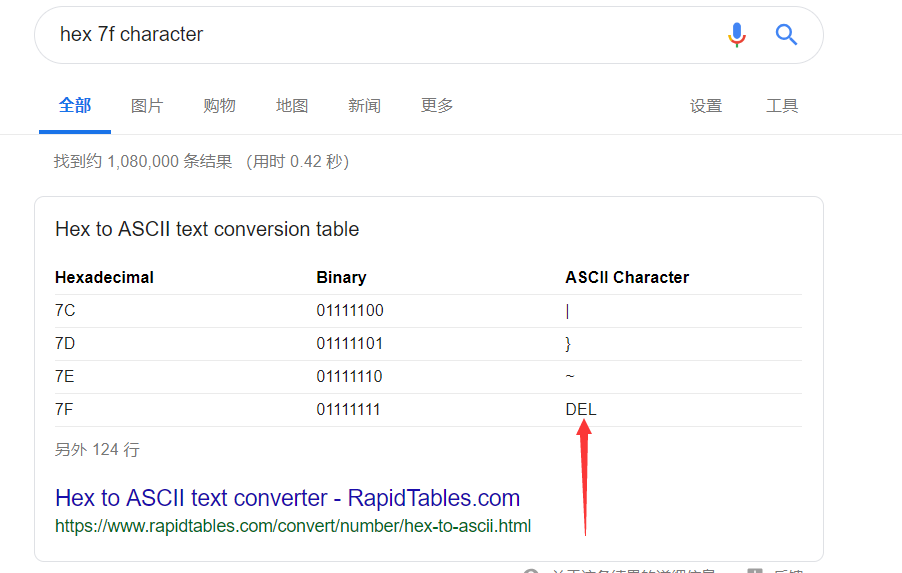 hex 7f character
全部 图片 购物 地图 新闻 更多 设置 工具
找到约 1,080,000 条结果 (用时 0.42 秒)
Hex to ASCII text conversion table
Hexadecimal Binary ASCII Character
7C 01111100 |
7D 01111101 }
7E 01111110 ~
7F 01111111 DEL
另外 124 行
Hex to ASCII text converter - RapidTables.com
https://www.rapidtables.com/convert/number/hex-to-ascii.html